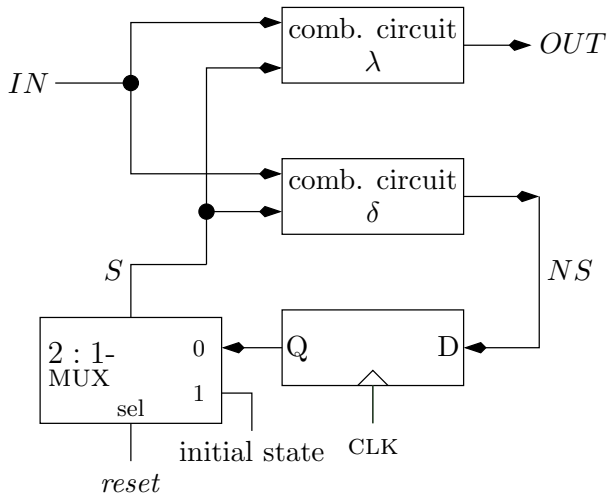 comb. circuit
λ
OUT
IN
comb. circuit
δ
S
NS
2 : 1-
MUX
0
1
sel
Q
D
initial state
CLK
reset